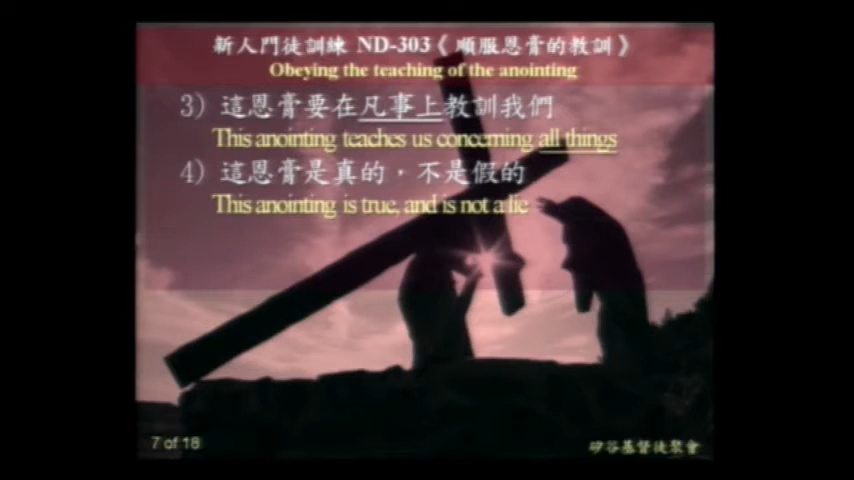 新人門徒訓練 ND-303《順服恩膏的教訓》
Obeying the teaching of the anointing
3) 這恩膏要在凡事上教訓我們
This anointing teaches us concerning all things
4) 這恩膏是真的，不是假的
This anointing is true, and is not a lie
7 of 18
矽谷基督徒聚會